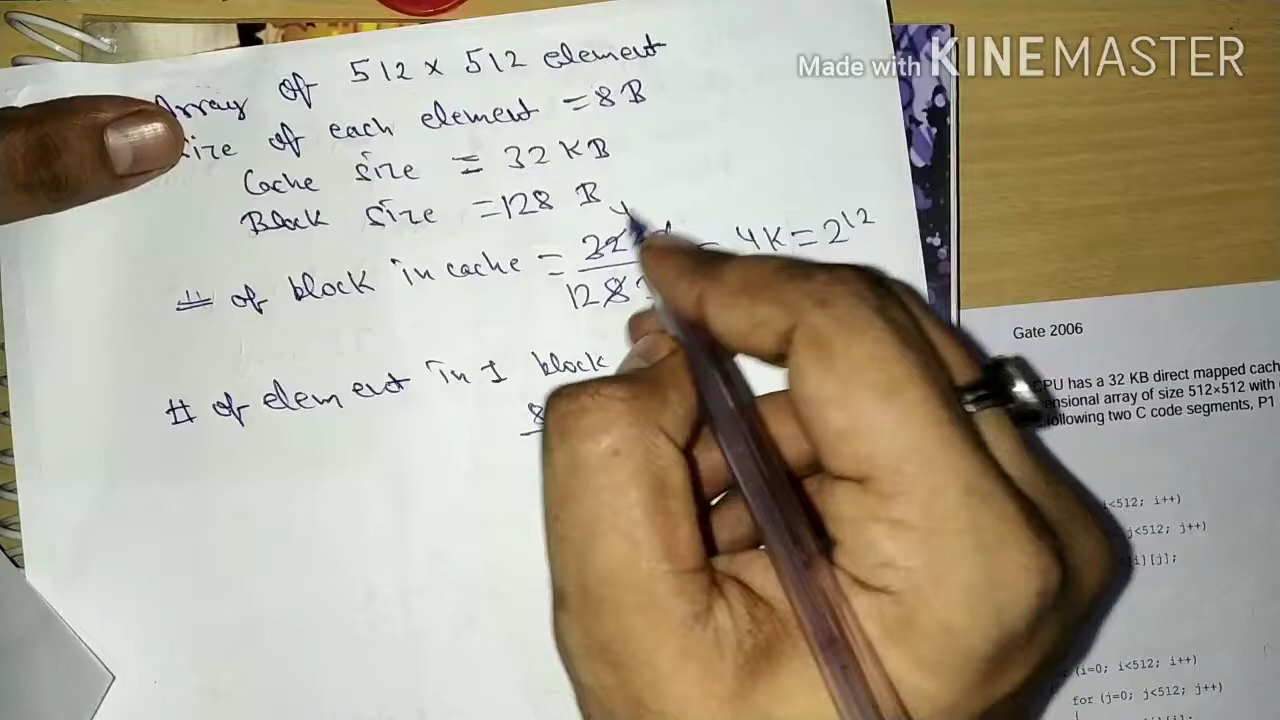 Made with KINEMASTER
Array of 512 × 512 element
Size of each element = 8 B
Cache size = 32 KB
Block size = 128 B
# of block in cache = 32 / 128 = 4K = 2^12
# of element in 1 block
8
Gate 2006
CPU has a 32 KB direct mapped cach
ensional array of size 512×512 with
following two C code segments, P1
i<512; i++)
j<512; j++)
[i][j];
(i=0; i<512; i++)
for (j=0; j<512; j++)
{